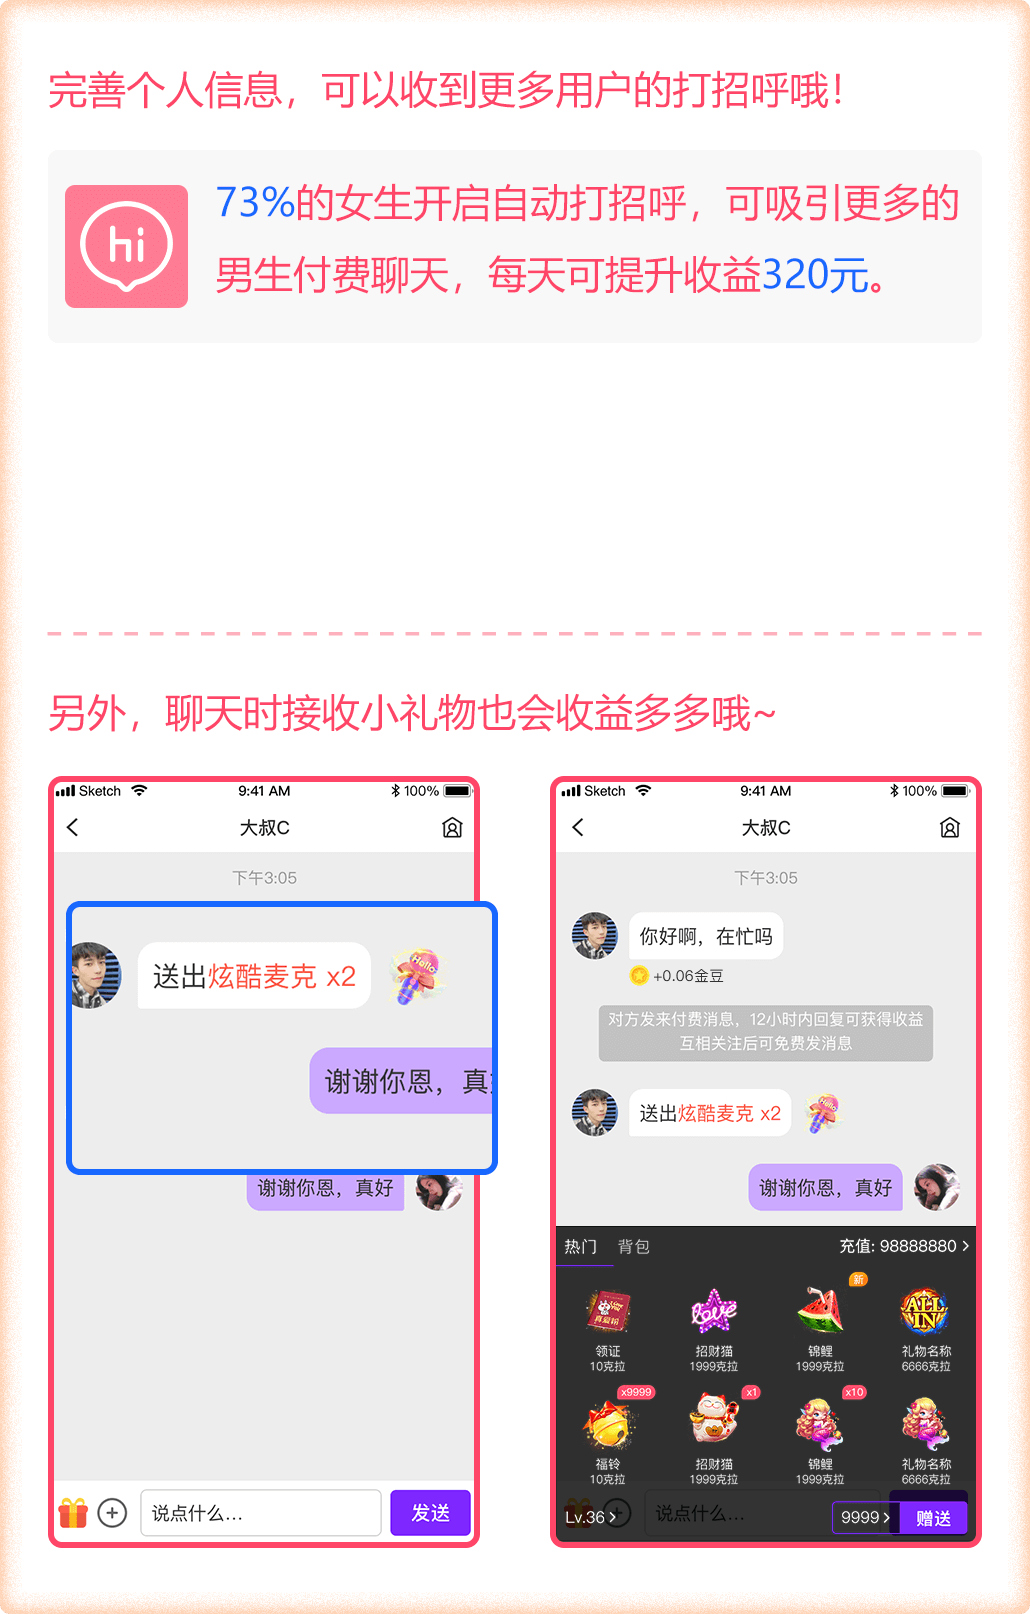 完善个人信息，可以收到更多用户的打招呼哦！
hi
73%的女生开启自动打招呼，可吸引更多的
男生付费聊天，每天可提升收益320元。
另外，聊天时接收小礼物也会收益多多哦~
Sketch 9:41 AM 100%
大叔C
下午3:05
送出炫酷麦克 x2
Hello
谢谢你恩，真
谢谢你恩，真好
说点什么...
发送
Sketch 9:41 AM 100%
大叔C
下午3:05
你好啊，在忙吗
+0.06金豆
对方发来付费消息，12小时内回复可获得收益
互相关注后可免费发消息
送出炫酷麦克 x2
Hello
谢谢你恩，真好
热门 背包 充值: 98888880
新
love ALL IN
领证 招财猫 锦鲤 礼物名称
10克拉 1999克拉 1999克拉 6666克拉
x9999 x1 x10
福铃 招财猫 锦鲤 礼物名称
10克拉 1999克拉 1999克拉 6666克拉
说点什么...
Lv.36 9999 赠送